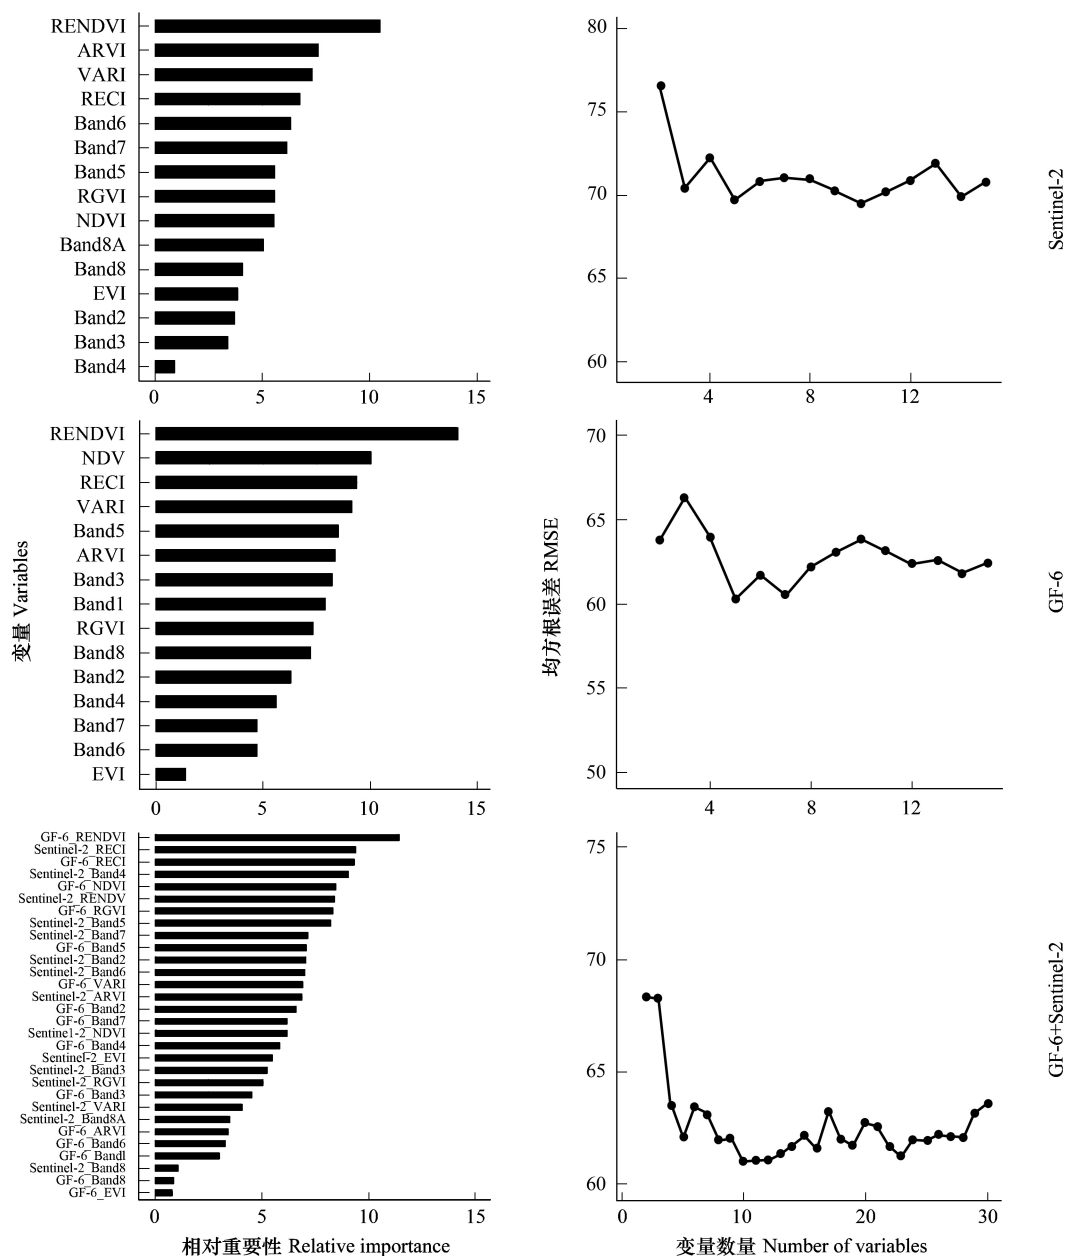 RENDVI
ARVI
VARI
RECI
Band6
Band7
Band5
RGVI
NDVI
Band8A
Band8
EVI
Band2
Band3
Band4
0 5 10 15
80
75
70
65
60
4 8 12
Sentinel-2
RENDVI
NDV
RECI
VARI
Band5
ARVI
Band3
Band1
RGVI
Band8
Band2
Band4
Band7
Band6
EVI
0 5 10 15
变量 Variables
均方根误差 RMSE
70
65
60
55
50
4 8 12
GF-6
GF-6_RENDVI
Sentinel-2_RECI
GF-6_RECI
Sentinel-2_Band4
GF-6_NDVI
Sentinel-2_RENDV
GF-6_RGVI
Sentinel-2_Band5
Sentinel-2_Band7
GF-6_Band5
Sentinel-2_Band2
Sentinel-2_Band6
GF-6_VARI
Sentinel-2_ARVI
GF-6_Band2
GF-6_Band7
Sentine1-2_NDVI
GF-6_Band4
Sentinel-2_EVI
Sentinel-2_Band3
Sentinel-2_RGVI
GF-6_Band3
Sentinel-2_VARI
Sentinel-2_Band8A
GF-6_ARVI
GF-6_Band6
GF-6_Bandl
Sentinel-2_Band8
GF-6_Band8
GF-6_EVI
0 5 10 15
相对重要性 Relative importance
75
70
65
60
0 10 20 30
变量数量 Number of variables
GF-6+Sentinel-2